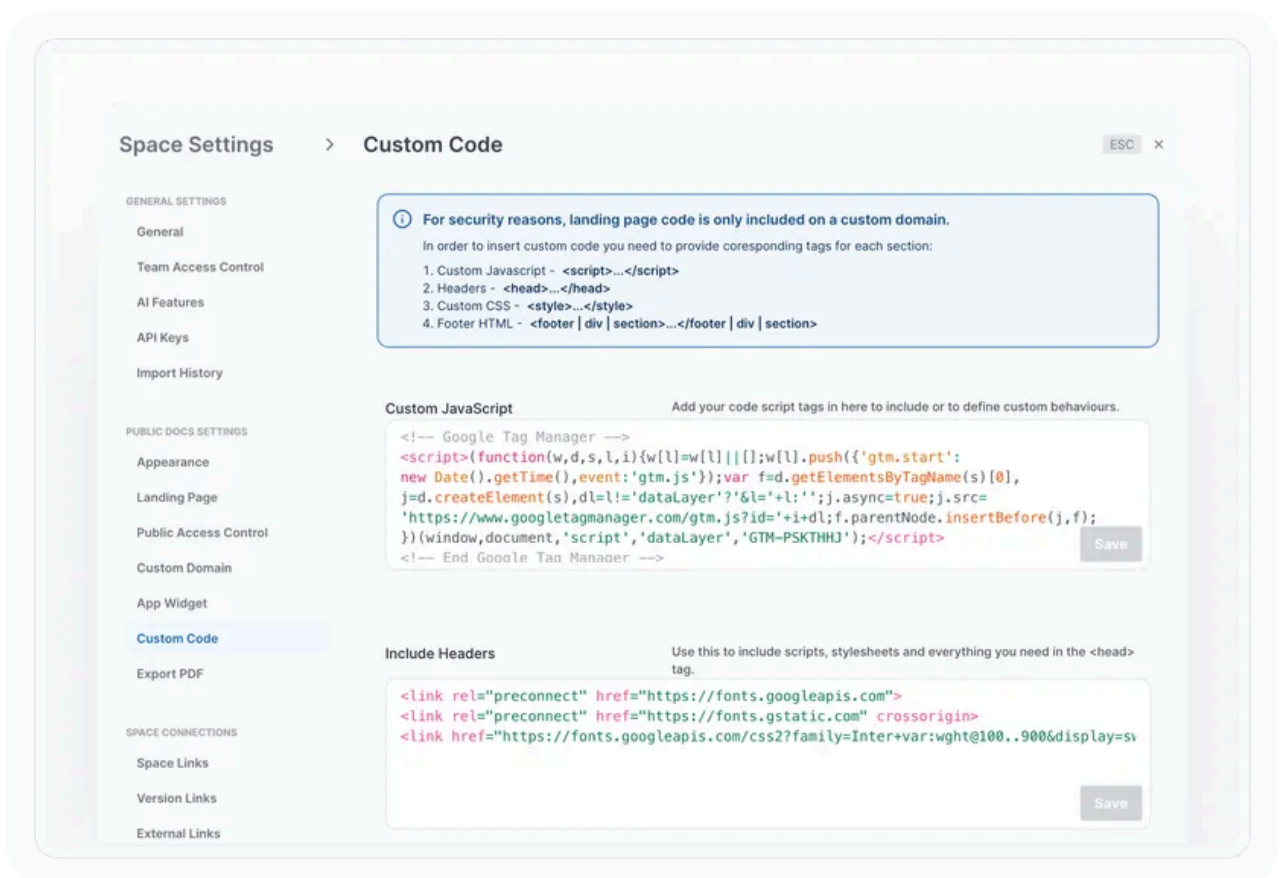 Space Settings
Custom Code
ESC
GENERAL SETTINGS
General
Team Access Control
AI Features
API Keys
Import History
PUBLIC DOCS SETTINGS
Appearance
Landing Page
Public Access Control
Custom Domain
App Widget
Custom Code
Export PDF
SPACE CONNECTIONS
Space Links
Version Links
External Links
For security reasons, landing page code is only included on a custom domain.
In order to insert custom code you need to provide coresponding tags for each section:
1. Custom Javascript - <script>...</script>
2. Headers - <head>...</head>
3. Custom CSS - <style>...</style>
4. Footer HTML - <footer | div | section>...</footer | div | section>
Custom JavaScript
Add your code script tags in here to include or to define custom behaviours.
<!-- Google Tag Manager -->
<script>(function(w,d,s,l,i){w[l]=w[l]||[];w[l].push({'gtm.start':
new Date().getTime(),event:'gtm.js'});var f=d.getElementsByTagName(s)[0],
j=d.createElement(s),dl=l!='dataLayer'?'&l='+l:'';j.async=true;j.src=
'https://www.googletagmanager.com/gtm.js?id='+i+dl;f.parentNode.insertBefore(j,f);
})(window,document,'script','dataLayer','GTM-PSKTHHJ');</script>
<!-- End Google Tag Manager -->
Save
Include Headers
Use this to include scripts, stylesheets and everything you need in the <head>
tag.
<link rel="preconnect" href="https://fonts.googleapis.com">
<link rel="preconnect" href="https://fonts.gstatic.com" crossorigin>
<link href="https://fonts.googleapis.com/css2?family=Inter+var:wght@100..900&display=sw
Save